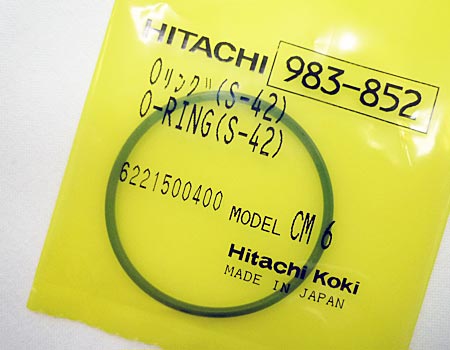 HITACHI 983-852
Oリング(S-42)
O-RING(S-42)
6221500400 MODEL CM 6
Hitachi Koki
MADE IN JAPAN